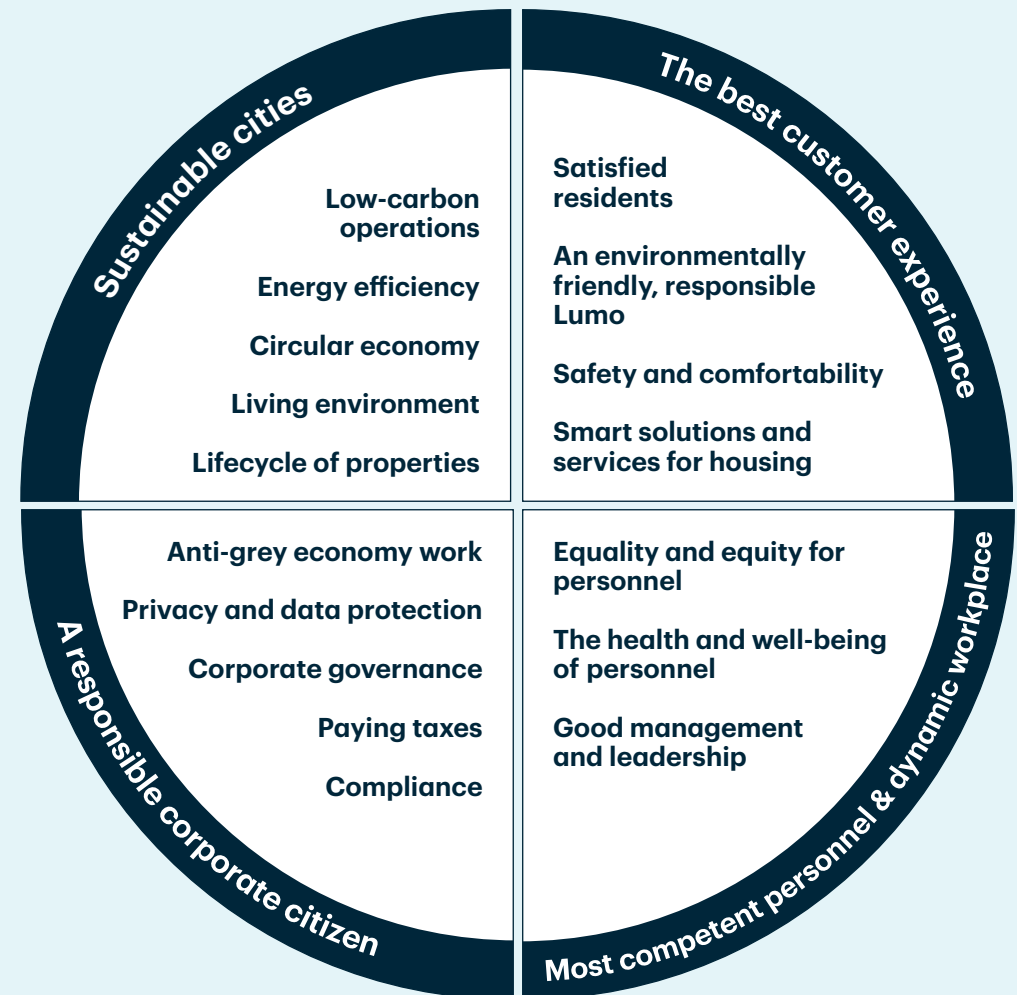 Sustainable cities
Low-carbon
operations
Energy efficiency
Circular economy
Living environment
Lifecycle of properties
The best customer experience
Satisfied
residents
An environmentally
friendly, responsible
Lumo
Safety and comfortability
Smart solutions and
services for housing
A responsible corporate citizen
Anti-grey economy work
Privacy and data protection
Corporate governance
Paying taxes
Compliance
Most competent personnel & dynamic workplace
Equality and equity for
personnel
The health and well-being
of personnel
Good management
and leadership